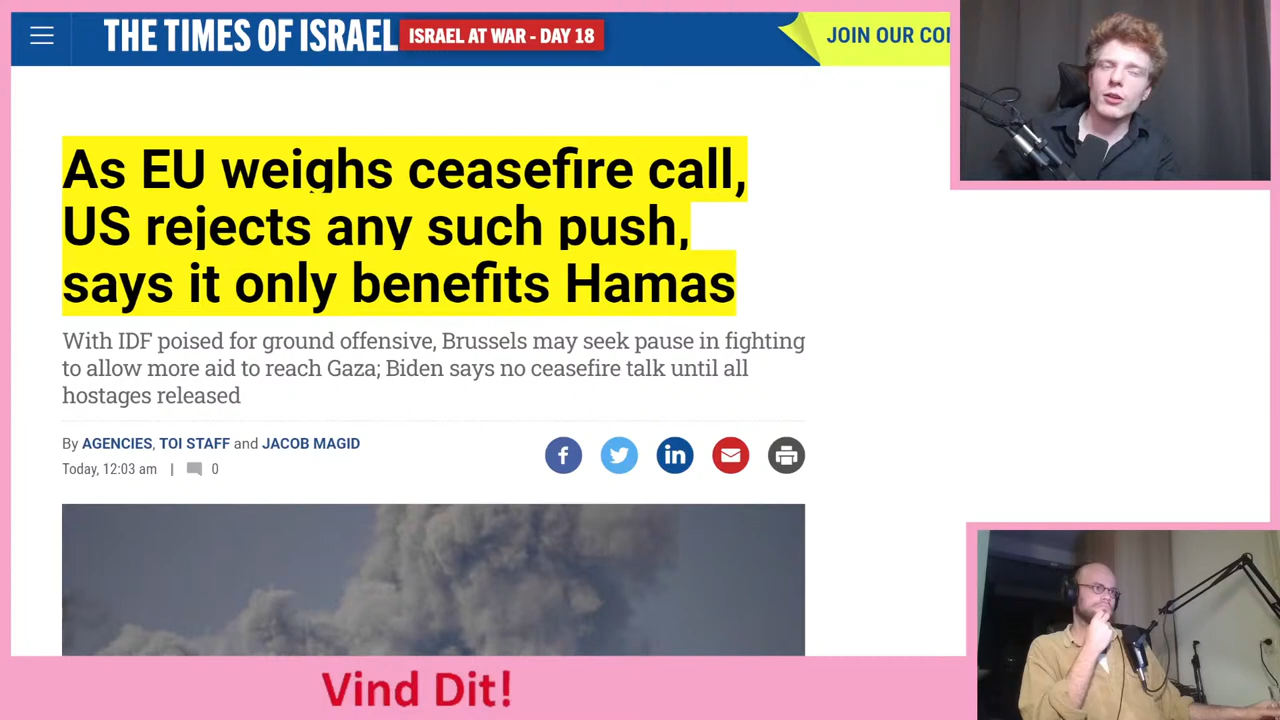 THE TIMES OF ISRAEL ISRAEL AT WAR - DAY 18
JOIN OUR CO
As EU weighs ceasefire call,
US rejects any such push,
says it only benefits Hamas
With IDF poised for ground offensive, Brussels may seek pause in fighting
to allow more aid to reach Gaza; Biden says no ceasefire talk until all
hostages released
By AGENCIES, TOI STAFF and JACOB MAGID
Today, 12:03 am | 0
Vind Dit!